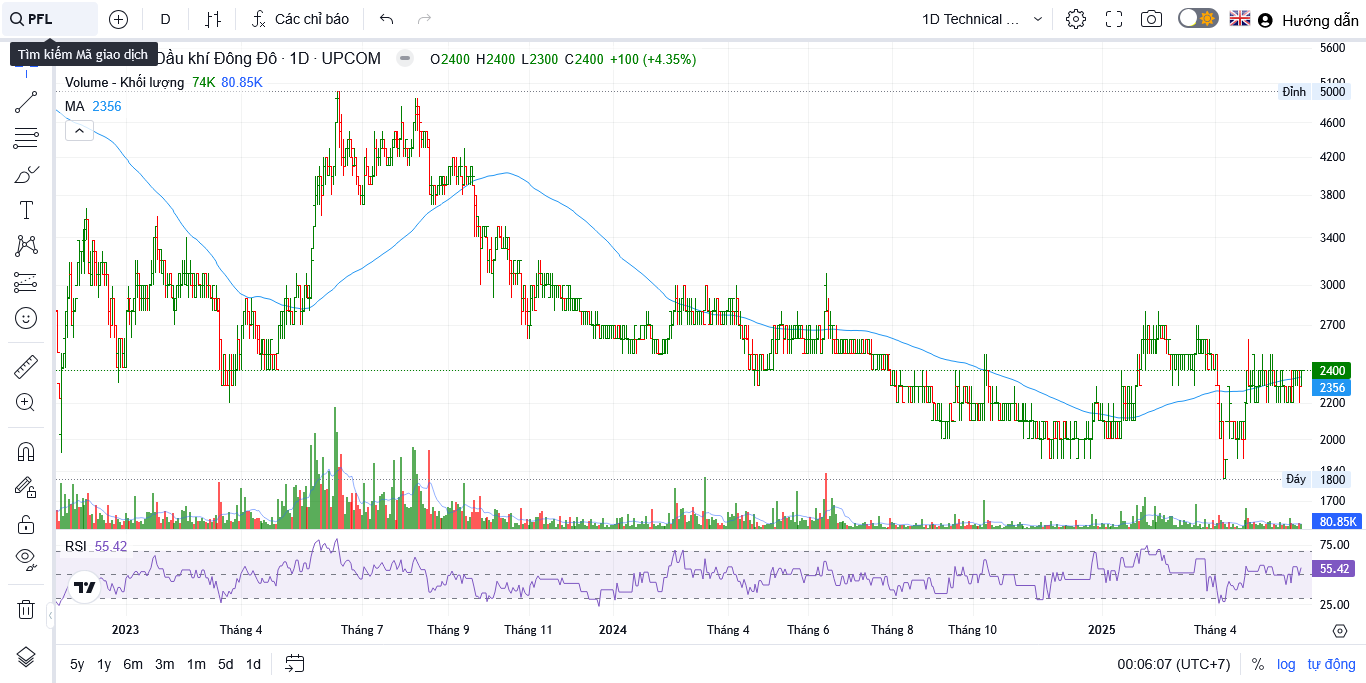 PFL D Các chỉ báo 1D Technical ... Hướng dẫn
Tìm kiếm Mã giao dịch
Dầu khí Đông Đô · 1D · UPCOM O2400 H2400 L2300 C2400 +100 (+4.35%)
Volume - Khối lượng 74K 80.85K
MA 2356
5600
5100
Đỉnh 5000
4600
4200
3800
3400
3000
2700
2400
2356
2200
2000
1840
Đáy 1800
1700
80.85K
RSI 55.42
75.00
55.42
25.00
2023 Tháng 4 Tháng 7 Tháng 9 Tháng 11 2024 Tháng 4 Tháng 6 Tháng 8 Tháng 10 2025 Tháng 4
5y 1y 6m 3m 1m 5d 1d 00:06:07 (UTC+7) % log tự động